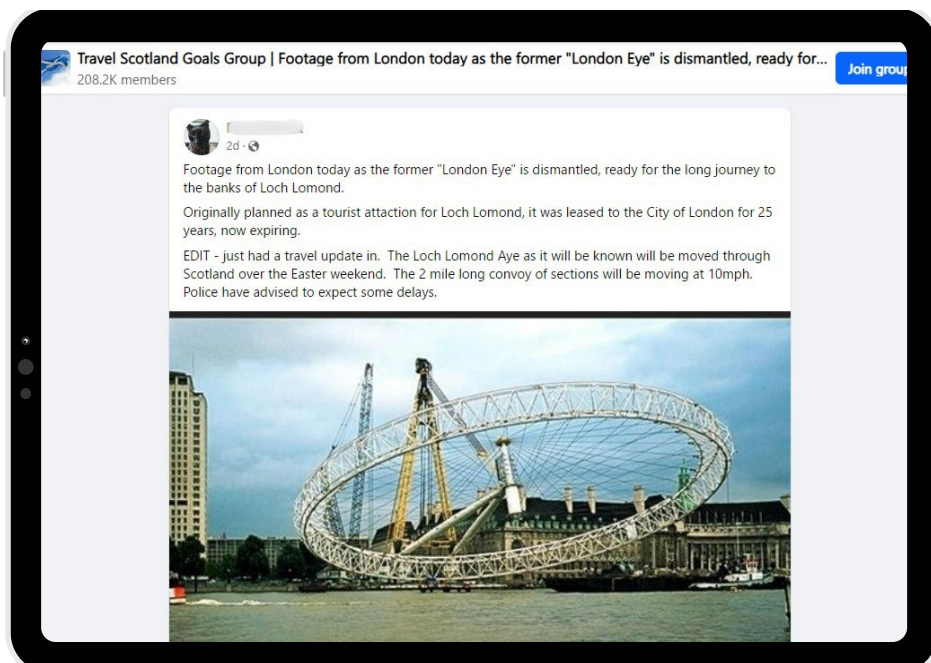 Travel Scotland Goals Group | Footage from London today as the former "London Eye" is dismantled, ready for...
208.2K members
Join group
2d ·
Footage from London today as the former "London Eye" is dismantled, ready for the long journey to
the banks of Loch Lomond.
Originally planned as a tourist attaction for Loch Lomond, it was leased to the City of London for 25
years, now expiring.
EDIT - just had a travel update in. The Loch Lomond Aye as it will be known will be moved through
Scotland over the Easter weekend. The 2 mile long convoy of sections will be moving at 10mph.
Police have advised to expect some delays.